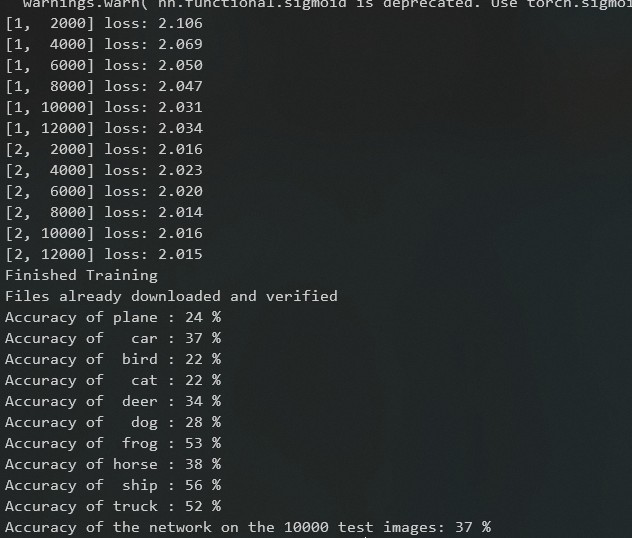 warnings.warn("nn.functional.sigmoid is deprecated. Use torch.sigmoi
[1,  2000] loss: 2.106
[1,  4000] loss: 2.069
[1,  6000] loss: 2.050
[1,  8000] loss: 2.047
[1, 10000] loss: 2.031
[1, 12000] loss: 2.034
[2,  2000] loss: 2.016
[2,  4000] loss: 2.023
[2,  6000] loss: 2.020
[2,  8000] loss: 2.014
[2, 10000] loss: 2.016
[2, 12000] loss: 2.015
Finished Training
Files already downloaded and verified
Accuracy of plane : 24 %
Accuracy of   car : 37 %
Accuracy of  bird : 22 %
Accuracy of   cat : 22 %
Accuracy of  deer : 34 %
Accuracy of   dog : 28 %
Accuracy of  frog : 53 %
Accuracy of horse : 38 %
Accuracy of  ship : 56 %
Accuracy of truck : 52 %
Accuracy of the network on the 10000 test images: 37 %